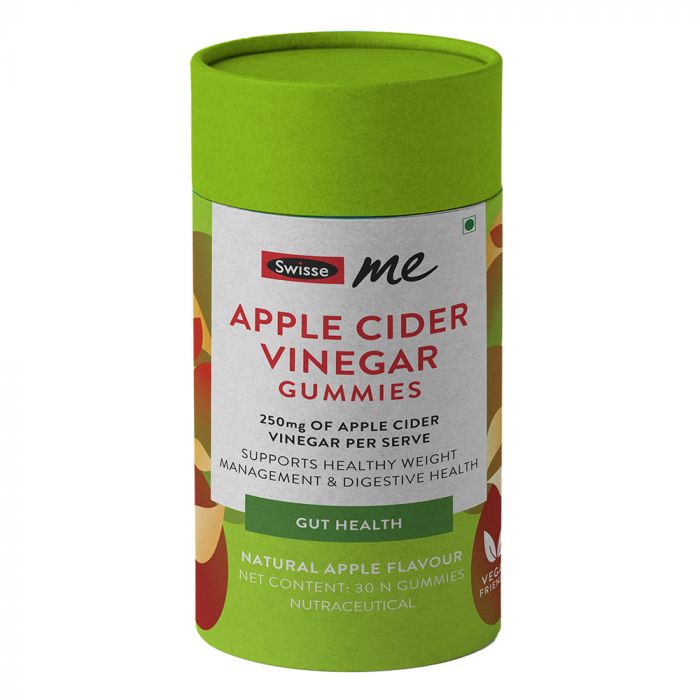 Swisse me
APPLE CIDER
VINEGAR
GUMMIES
250mg OF APPLE CIDER
VINEGAR PER SERVE
SUPPORTS HEALTHY WEIGHT
MANAGEMENT & DIGESTIVE HEALTH
GUT HEALTH
NATURAL APPLE FLAVOUR
NET CONTENT: 30 N GUMMIES
NUTRACEUTICAL